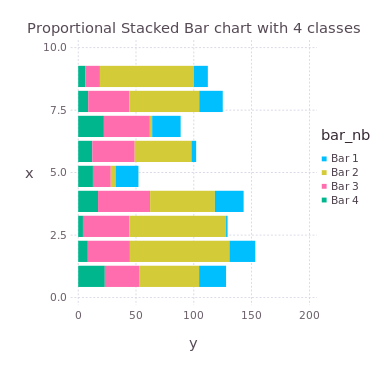 Proportional Stacked Bar chart with 4 classes
10.0
7.5
5.0
2.5
0.0
x
0
50
100
150
200
y
bar_nb
Bar 1
Bar 2
Bar 3
Bar 4